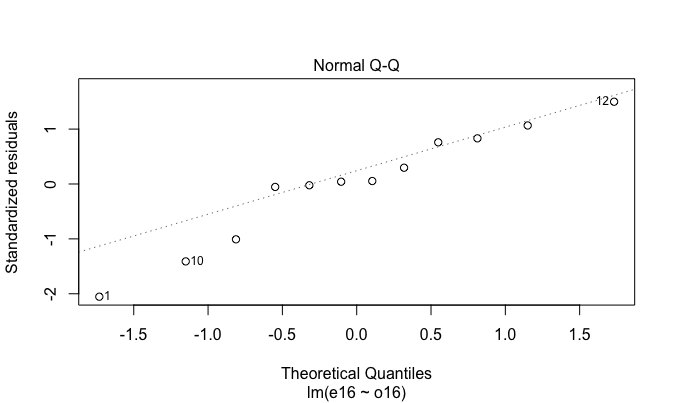 Normal Q-Q
Standardized residuals
1
0
-1
-2
12
10
1
-1.5 -1.0 -0.5 0.0 0.5 1.0 1.5
Theoretical Quantiles
lm(e16 ~ o16)